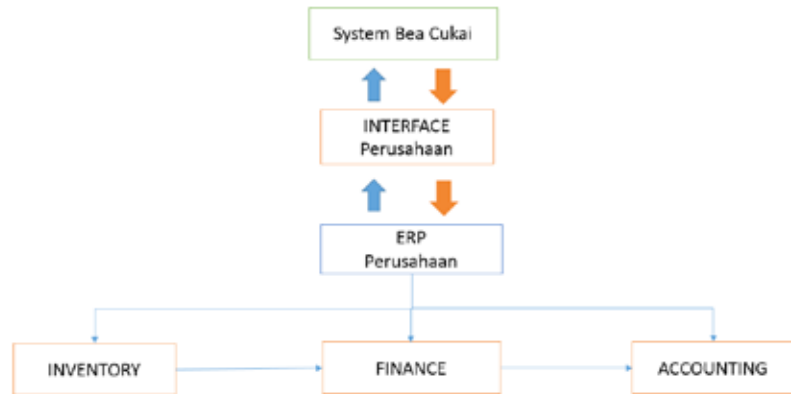 System Bea Cukai
INTERFACE
Perusahaan
ERP
Perusahaan
INVENTORY
FINANCE
ACCOUNTING